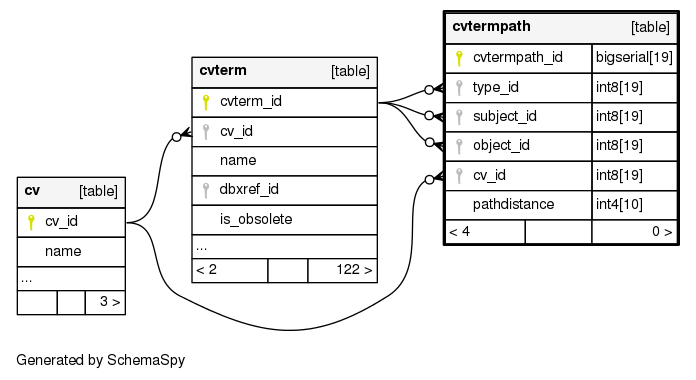 cvtermpath [table]
cvtermpath_id bigserial[19]
type_id int8[19]
subject_id int8[19]
object_id int8[19]
cv_id int8[19]
pathdistance int4[10]
< 4 0 >
cvterm [table]
cvterm_id
cv_id
name
dbxref_id
is_obsolete
...
< 2 122 >
cv [table]
cv_id
name
...
3 >
Generated by SchemaSpy